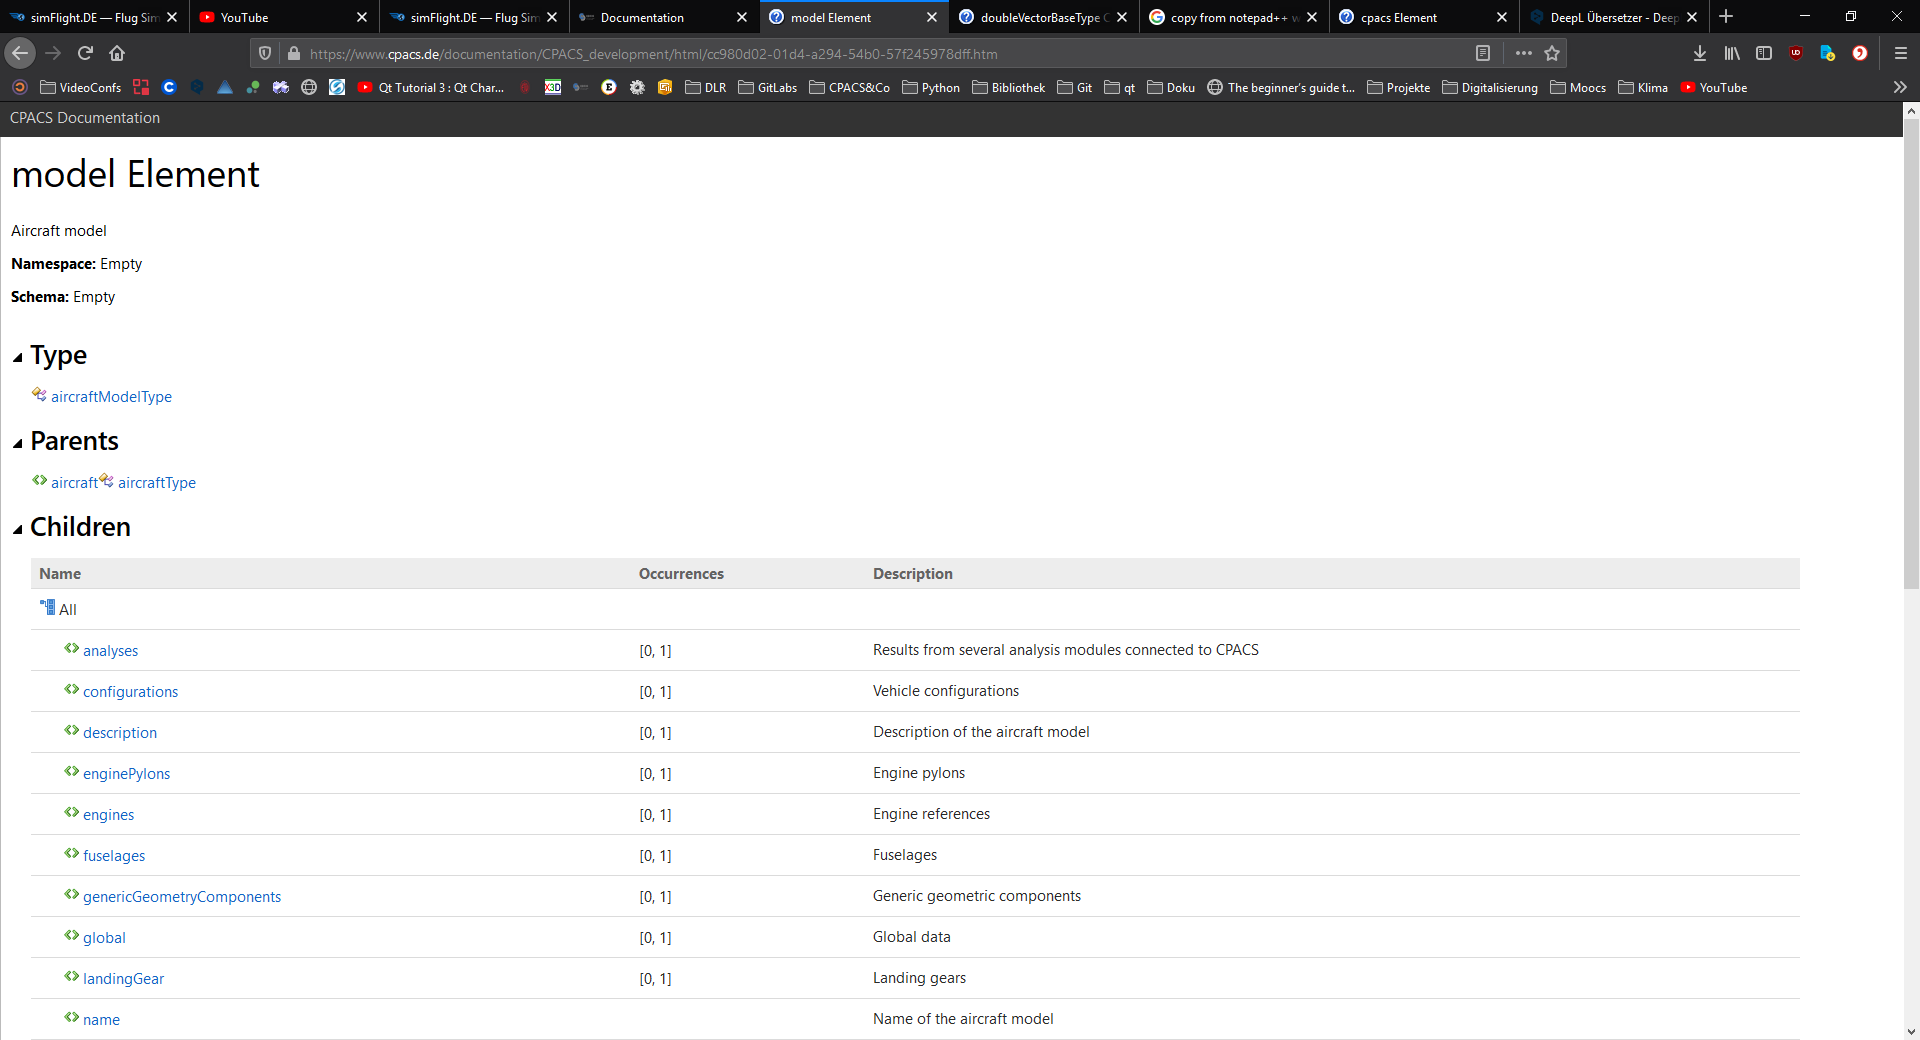 simFlight.DE — Flug Sim YouTube simFlight.DE — Flug Sim Documentation model Element doubleVectorBaseType C copy from notepad++ w cpacs Element DeepL Übersetzer - Deep
https://www.cpacs.de/documentation/CPACS_development/html/cc980d02-01d4-a294-54b0-57f245978dff.htm
VideoConfs Qt Tutorial 3 : Qt Char... DLR GitLabs CPACS&Co Python Bibliothek Git qt Doku The beginner's guide t... Projekte Digitalisierung Moocs Klima YouTube
CPACS Documentation
model Element
Aircraft model
Namespace: Empty
Schema: Empty
Type
aircraftModelType
Parents
aircraft aircraftType
Children
Name Occurrences Description
All
analyses [0, 1] Results from several analysis modules connected to CPACS
configurations [0, 1] Vehicle configurations
description [0, 1] Description of the aircraft model
enginePylons [0, 1] Engine pylons
engines [0, 1] Engine references
fuselages [0, 1] Fuselages
genericGeometryComponents [0, 1] Generic geometric components
global [0, 1] Global data
landingGear [0, 1] Landing gears
name Name of the aircraft model